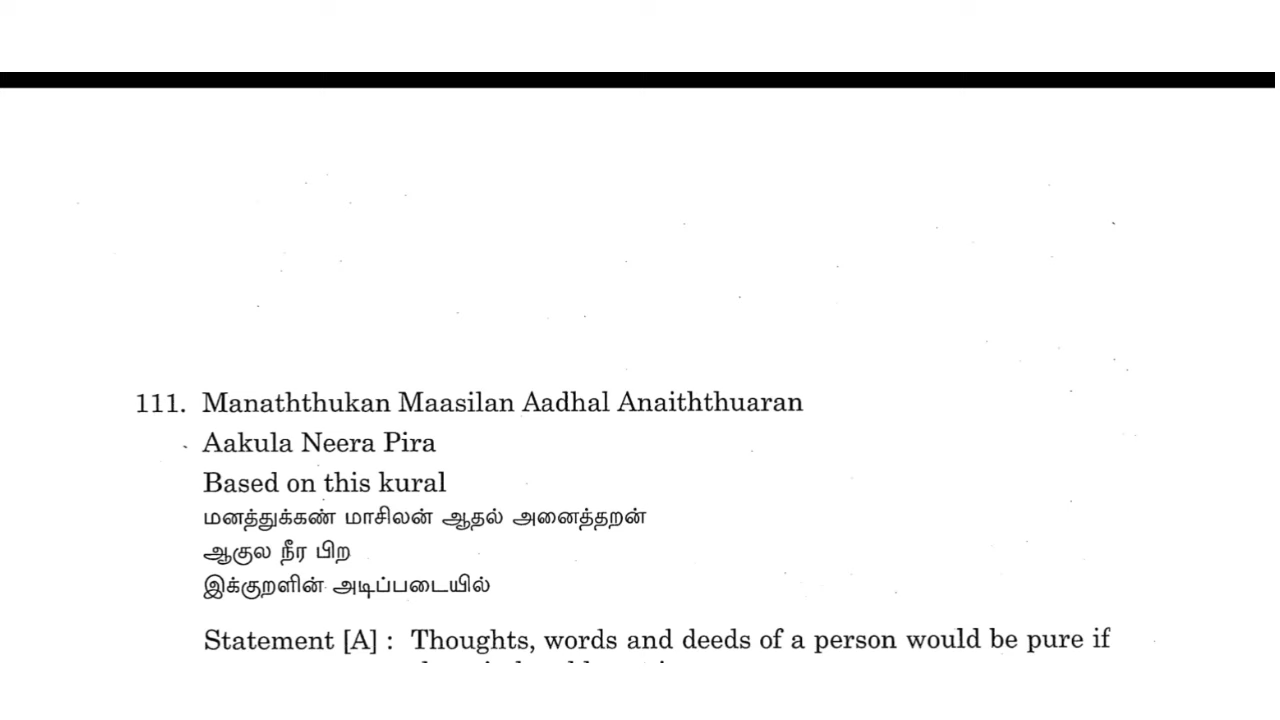 111. Manaththukan Maasilan Aadhal Anaiththuaran
Aakula Neera Pira
Based on this kural
மனத்துக்கண் மாசிலன் ஆதல் அனைத்தறன்
ஆகுல நீர பிற
இக்குறளின் அடிப்படையில்
Statement [A] : Thoughts, words and deeds of a person would be pure if